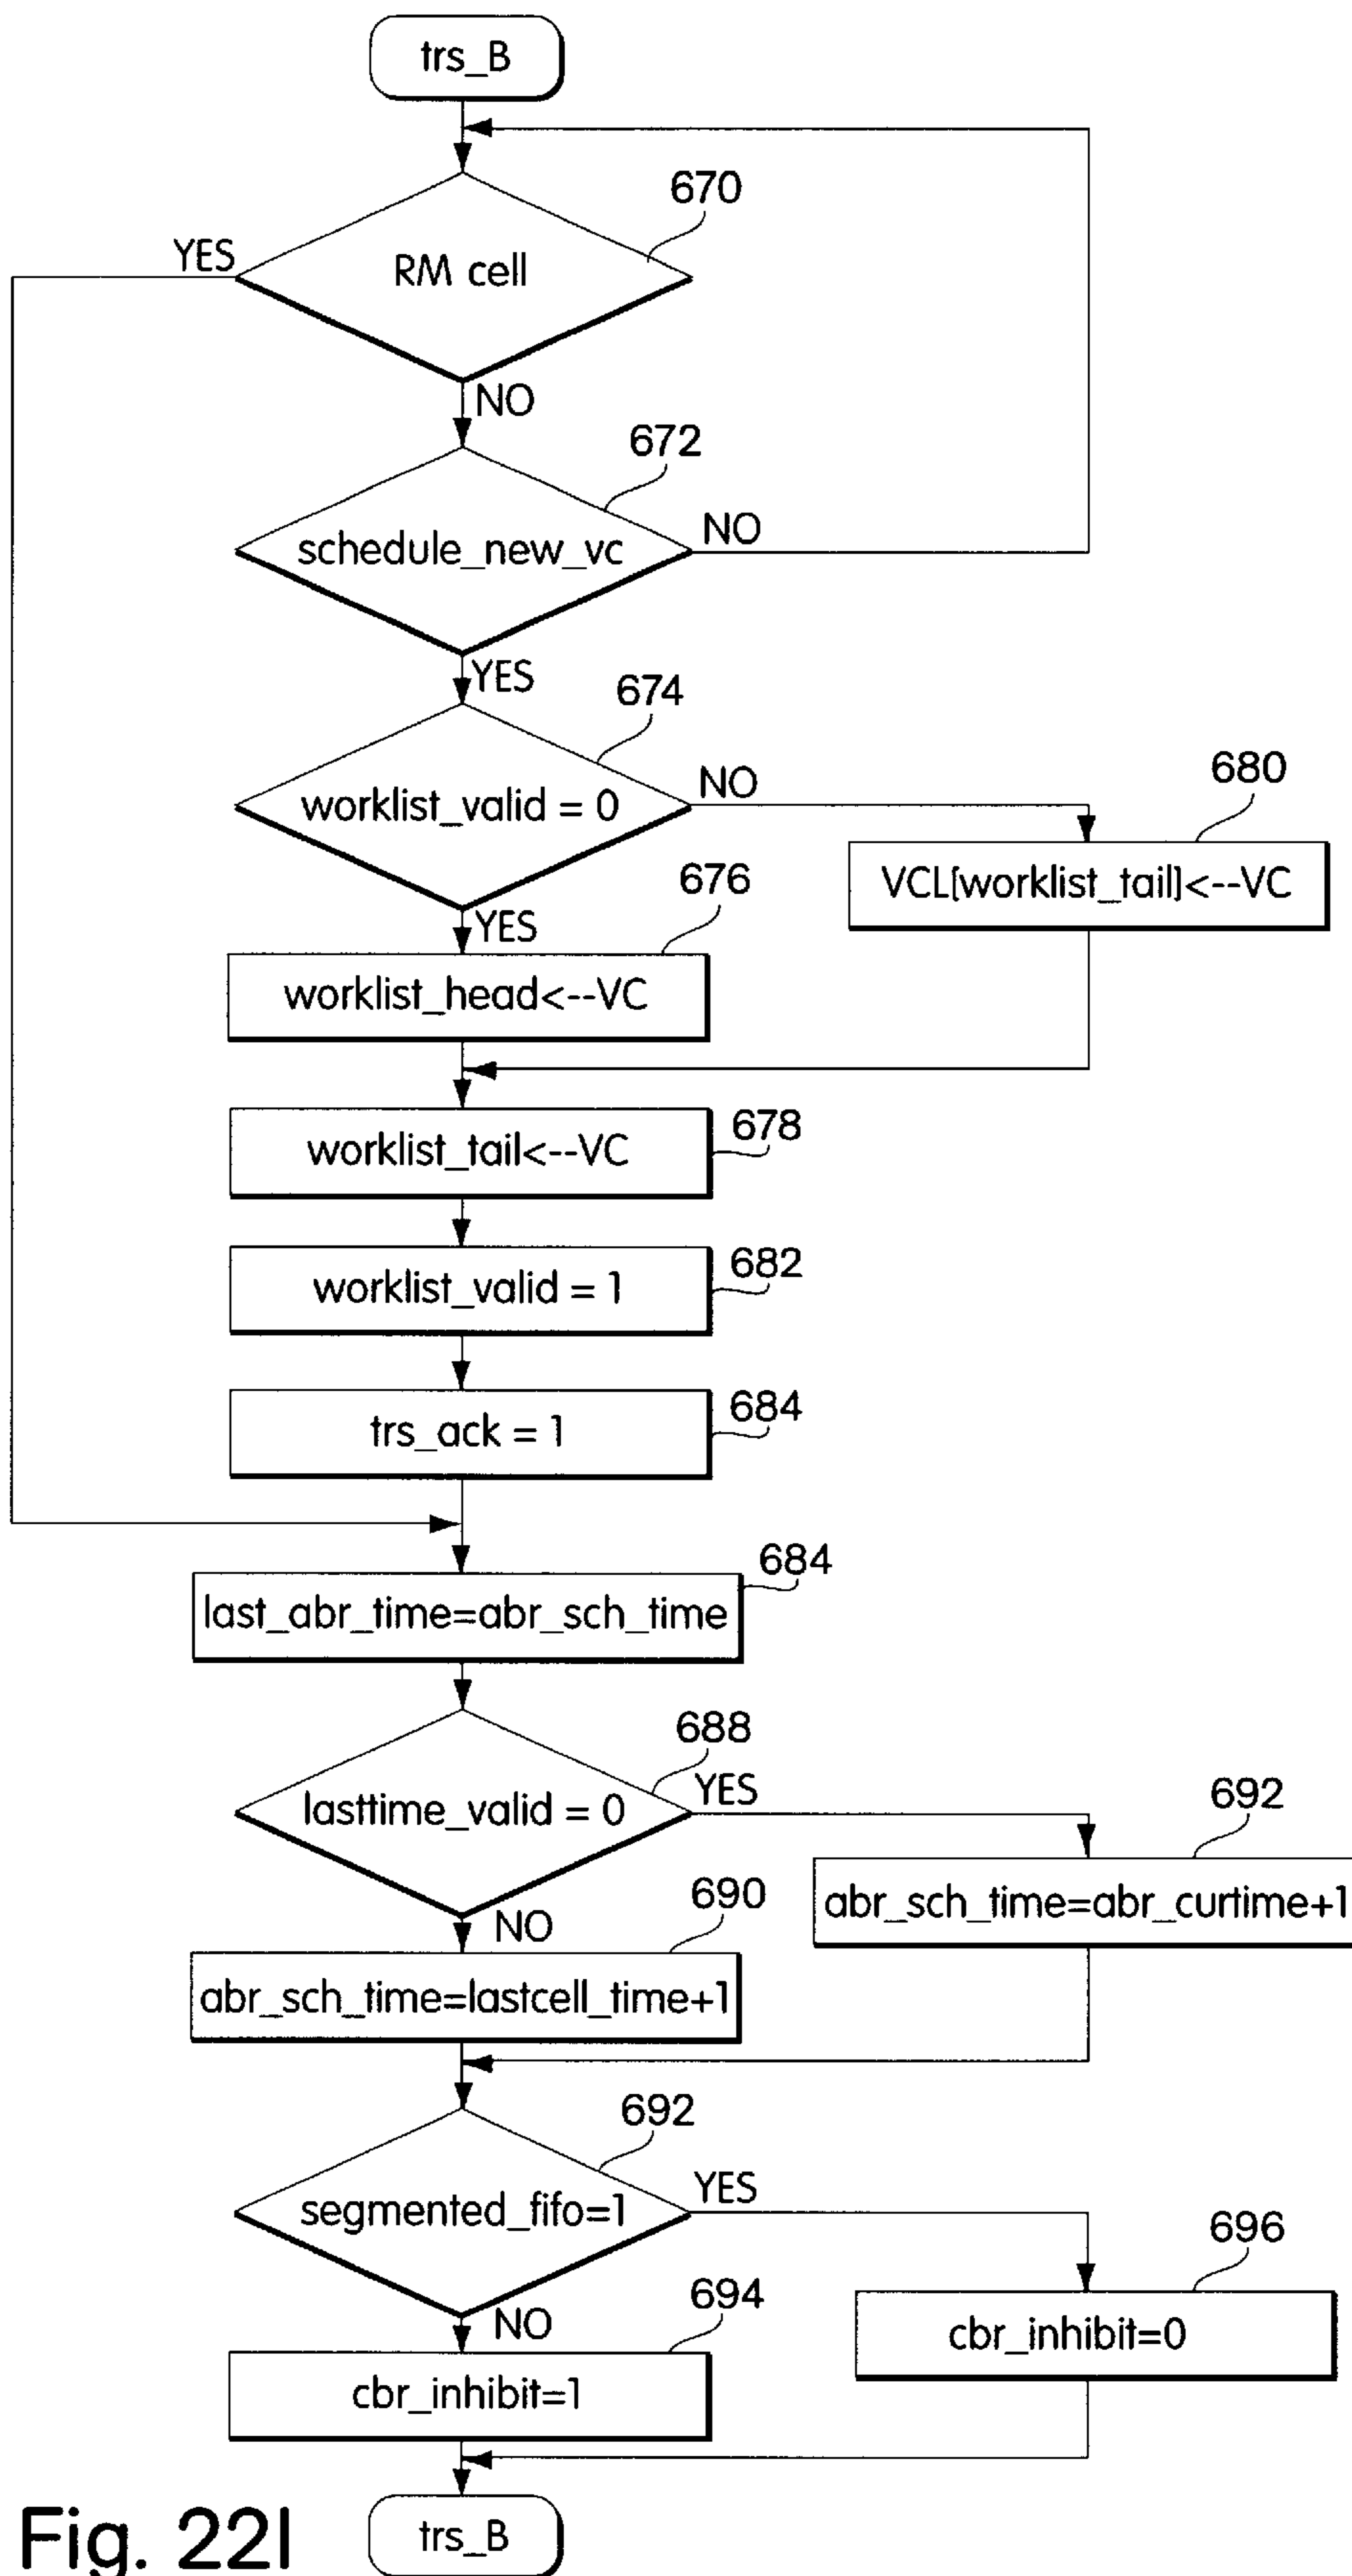 trs_B
670
YES
RM cell
NO
672
schedule_new_vc
NO
YES
674
worklist_valid = 0
NO
680
VCL[worklist_tail]<--VC
676
YES
worklist_head<--VC
worklist_tail<--VC
678
worklist_valid = 1
682
trs_ack = 1
684
last_abr_time=abr_sch_time
684
688
lasttime_valid = 0
YES
692
abr_sch_time=abr_curtime+1
690
NO
abr_sch_time=lastcell_time+1
692
segmented_fifo=1
YES
696
cbr_inhibit=0
694
NO
cbr_inhibit=1
trs_B
Fig. 22I